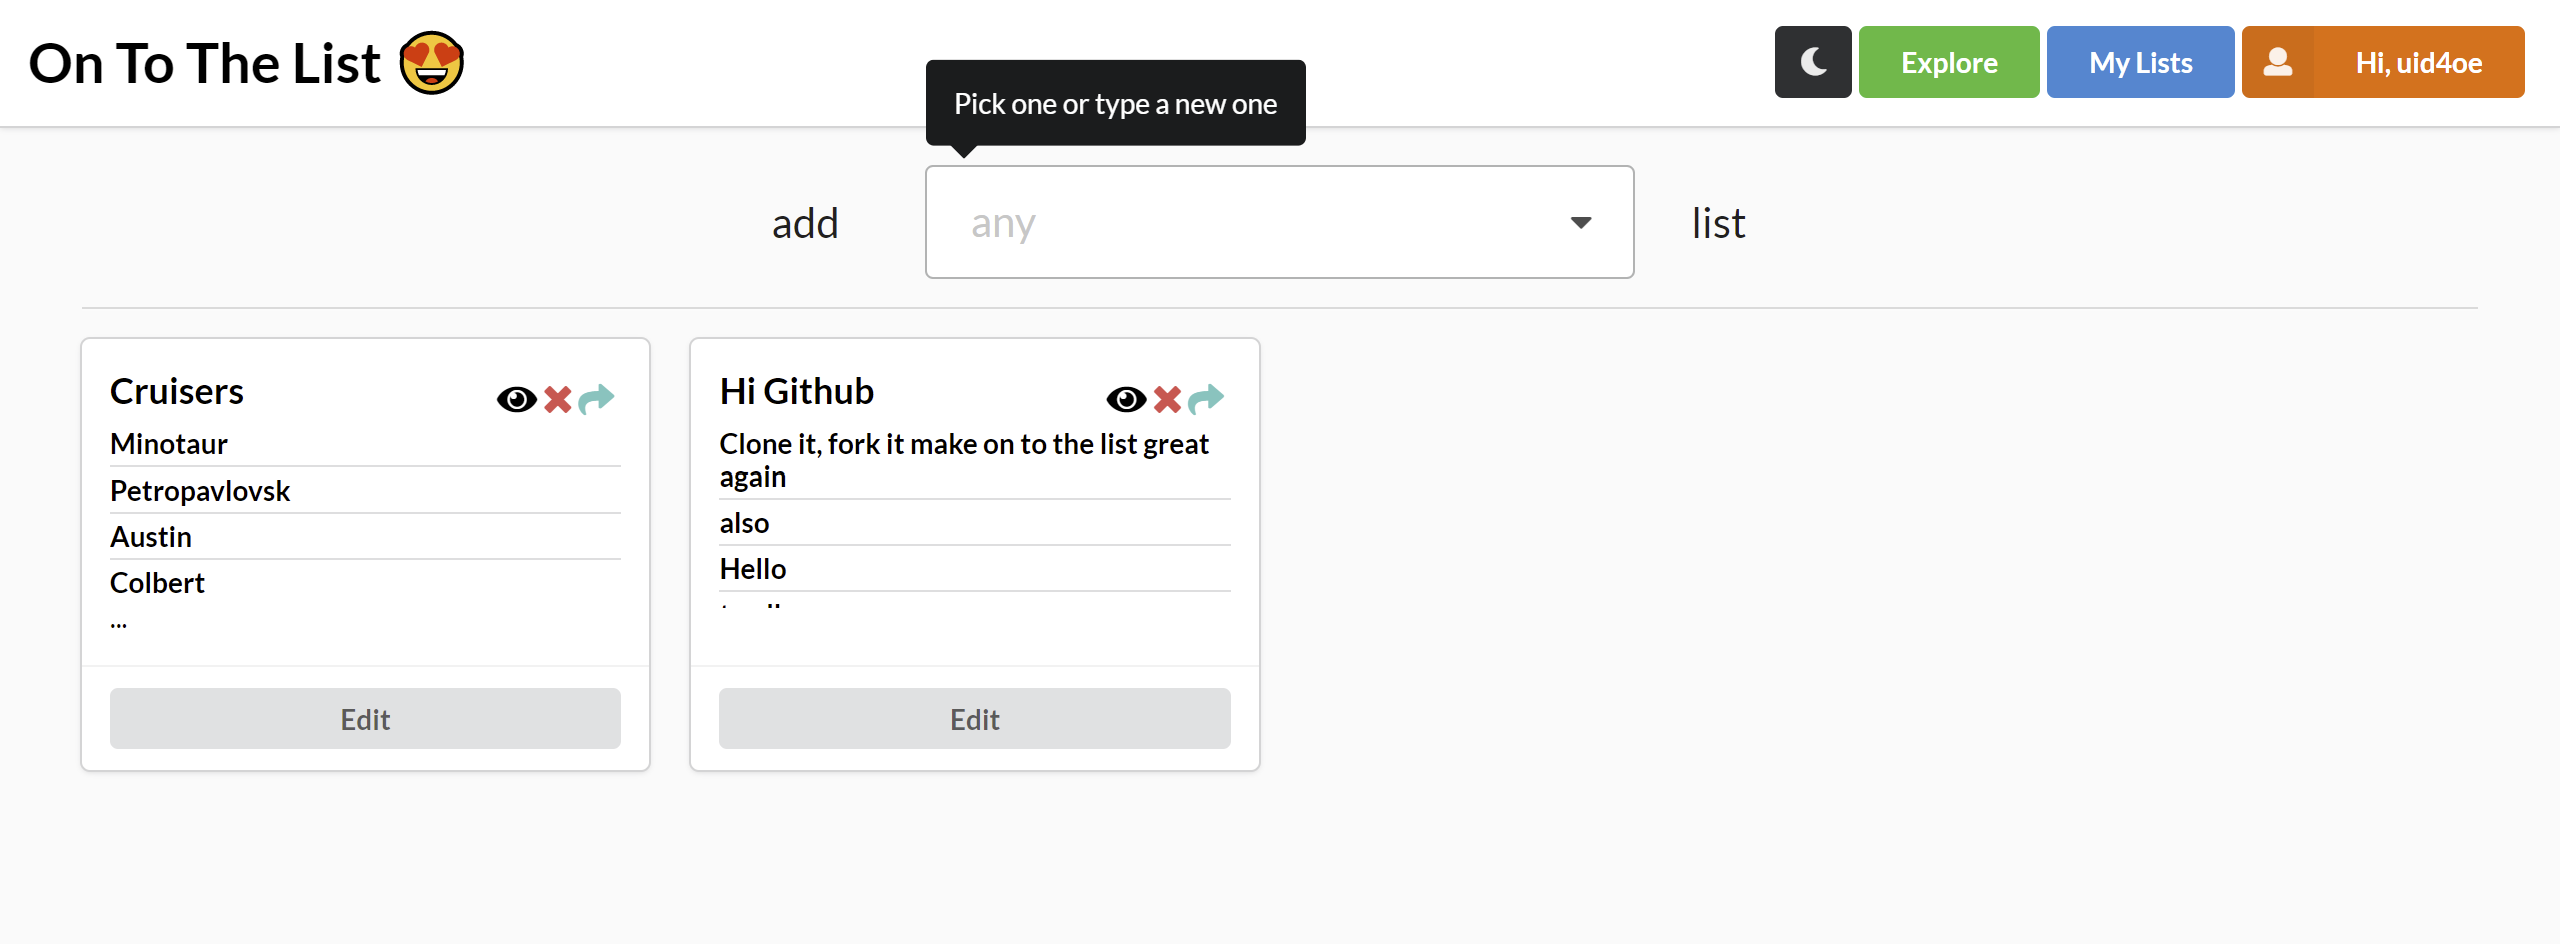 On To The List
Explore
My Lists
Hi, uid4oe
Pick one or type a new one
add
any
list
Cruisers
Minotaur
Petropavlovsk
Austin
Colbert
...
Edit
Hi Github
Clone it, fork it make on to the list great
again
also
Hello
Edit